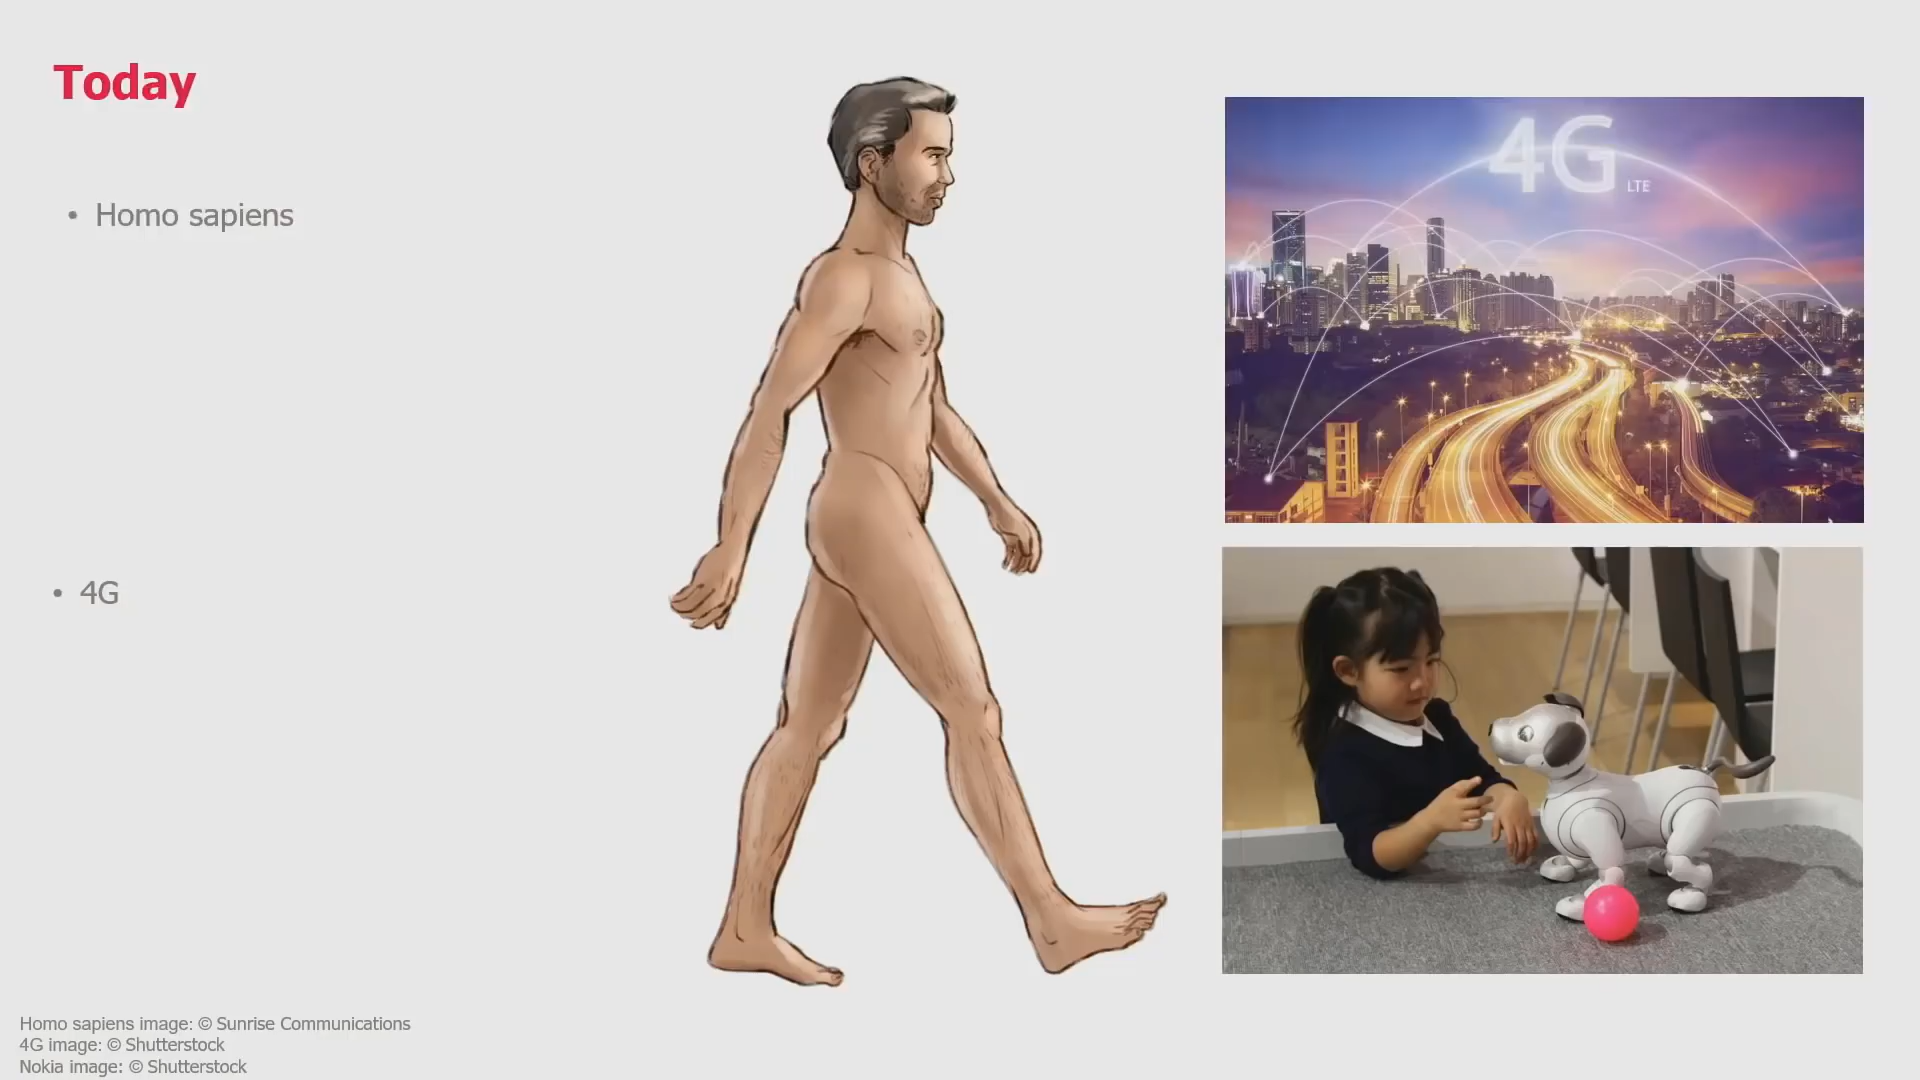 Today
• Homo sapiens
• 4G
4G LTE
Homo sapiens image: © Sunrise Communications
4G image: © Shutterstock
Nokia image: © Shutterstock